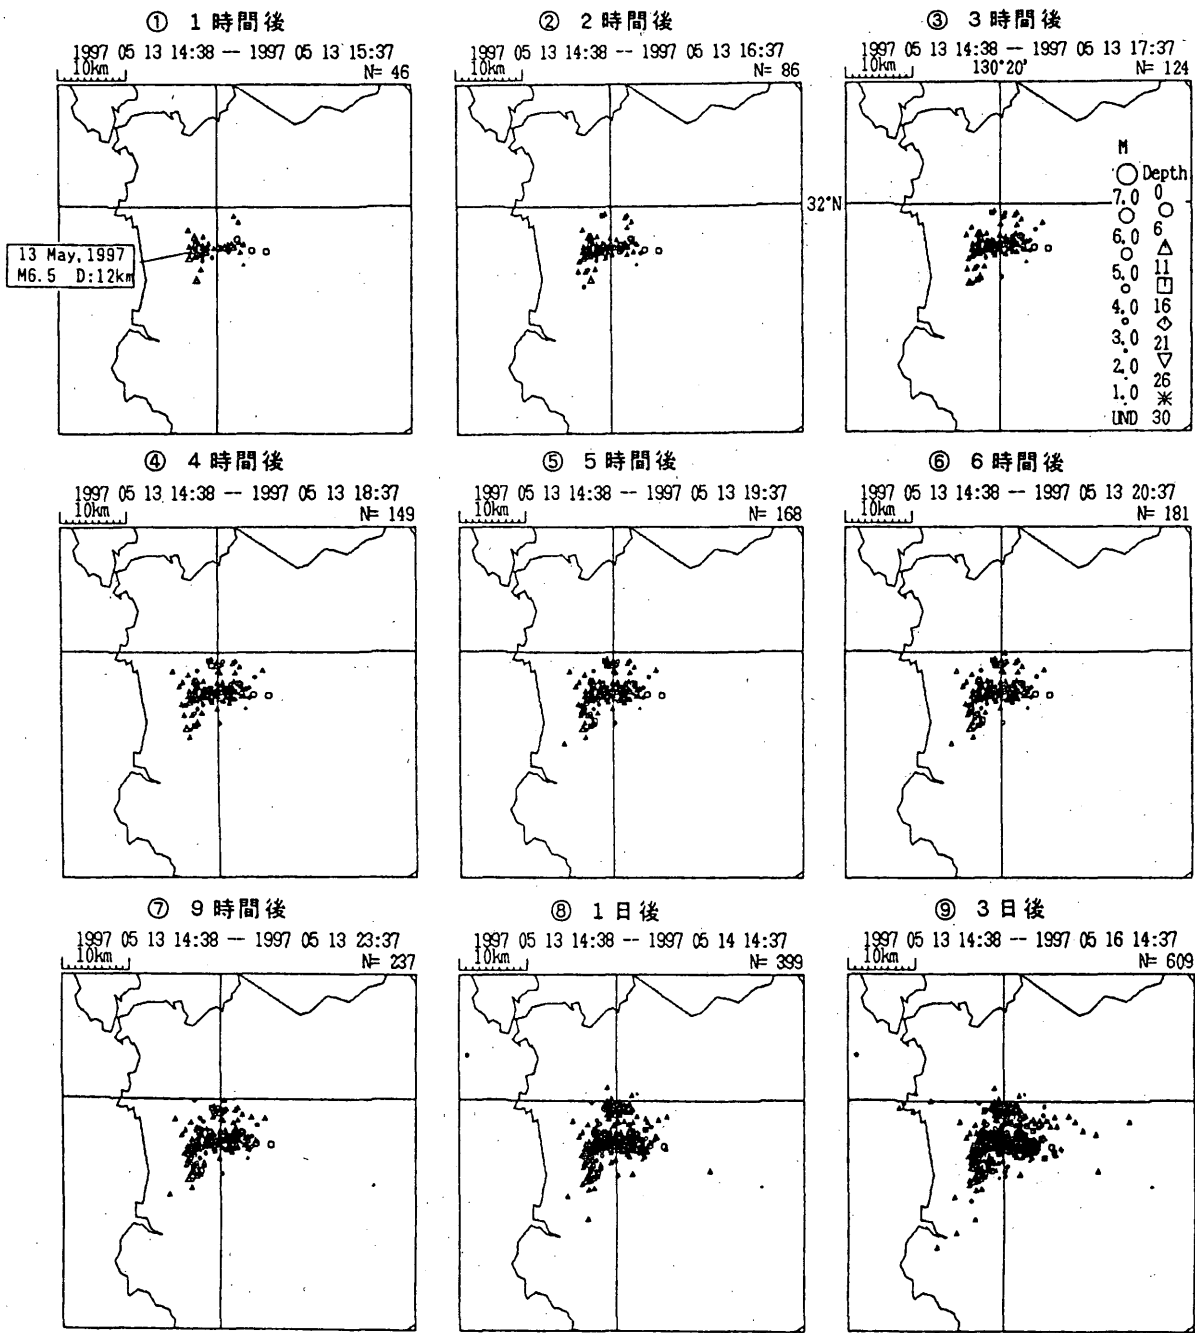 ① 1時間後
1997 05 13 14:38 -- 1997 05 13 15:37
10km
N= 46
13 May,1997
M6.5 D:12km
② 2時間後
1997 05 13 14:38 -- 1997 05 13 16:37
10km
N= 86
③ 3時間後
1997 05 13 14:38 -- 1997 05 13 17:37
10km
130°20'
N= 124
32°N
M
Depth
7.0
0
6.0
6
5.0
11
4.0
16
3.0
21
2.0
26
1.0
UND
30
④ 4時間後
1997 05 13 14:38 -- 1997 05 13 18:37
10km
N= 149
⑤ 5時間後
1997 05 13 14:38 -- 1997 05 13 19:37
10km
N= 168
⑥ 6時間後
1997 05 13 14:38 -- 1997 05 13 20:37
10km
N= 181
⑦ 9時間後
1997 05 13 14:38 -- 1997 05 13 23:37
10km
N= 237
⑧ 1日後
1997 05 13 14:38 -- 1997 05 14 14:37
10km
N= 399
⑨ 3日後
1997 05 13 14:38 -- 1997 05 16 14:37
10km
N= 609